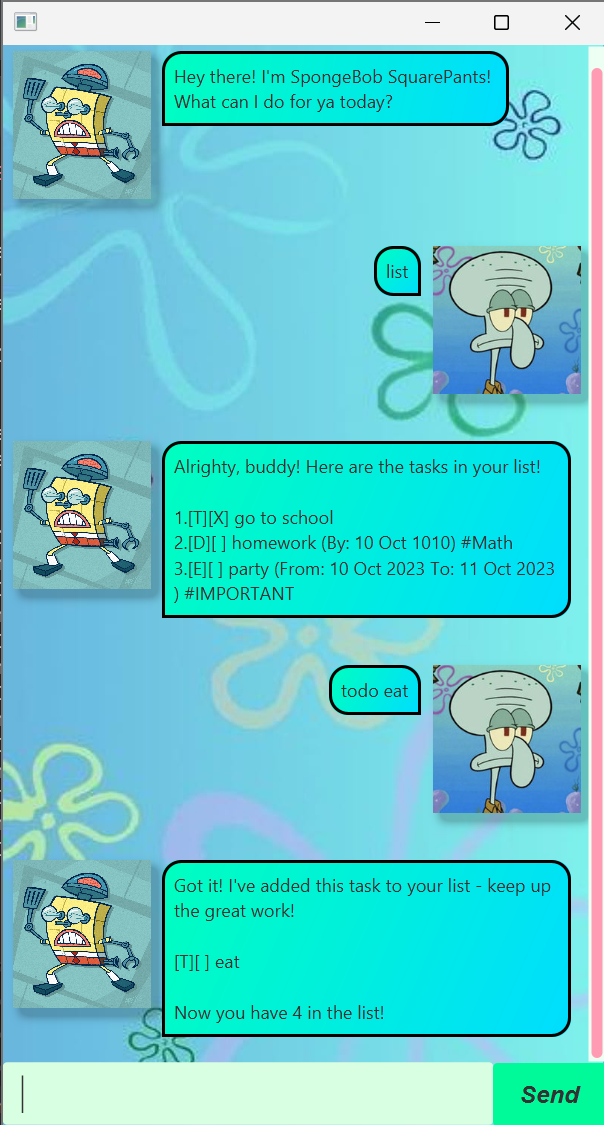 Hey there! I'm SpongeBob SquarePants!
What can I do for ya today?
list
Alrighty, buddy! Here are the tasks in your list!
1.[T][X] go to school
2.[D][ ] homework (By: 10 Oct 1010) #Math
3.[E][ ] party (From: 10 Oct 2023 To: 11 Oct 2023
) #IMPORTANT
todo eat
Got it! I've added this task to your list - keep up
the great work!
[T][ ] eat
Now you have 4 in the list!
Send